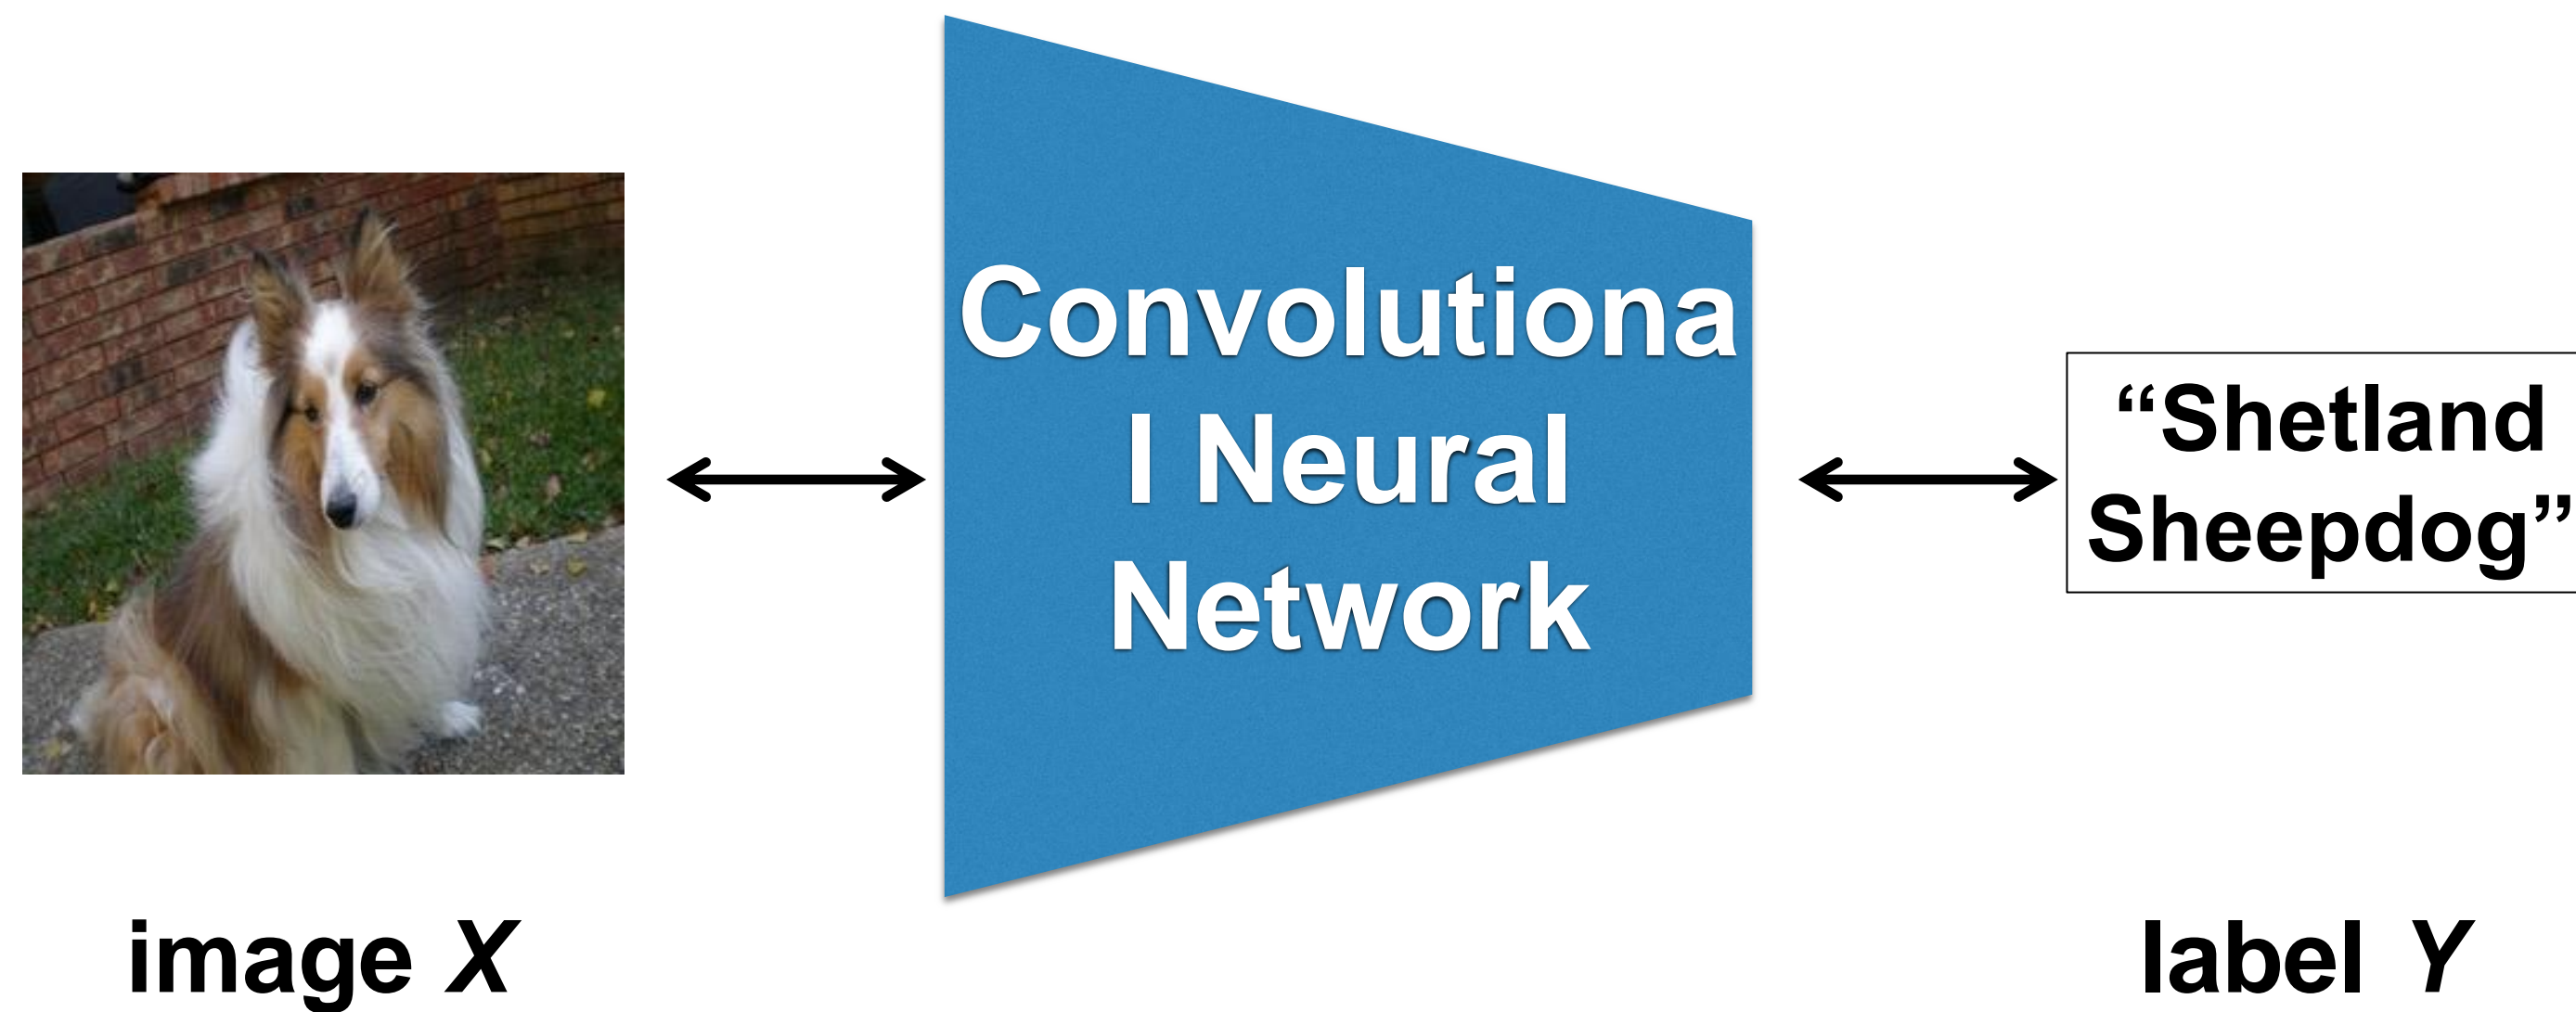 Convolutiona
l Neural
Network
“Shetland
Sheepdog”
image X
label Y